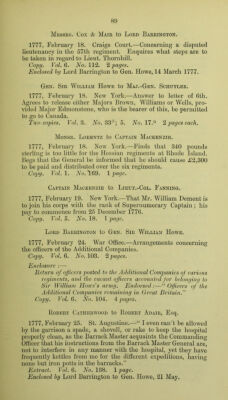 89
Messrs. Cox & Mair to Lord Barrington.
1777, February 18. Craigs Court.—Concerning a disputed
lieutenancy in the 57th regiment. Enquires what steps are to
be taken in regard to Lieut. Thornhill.
Copy. Vol. 6. No. 112. 2 pages.
Enclosed by Lord Barrington to Gen. Howe, 14 March 1777.
Gen. Sir William Howe to Maj.-Gen. Schuyler.
1777, February 18. New York.—Answer to letter of 6th.
Agrees to release either Majors Brown, Williams or Wells, pro-
vided Major Edmonstone, who is the bearer of this, be permitted
to go to Canada.
Two copies, Vol. 3. No. 33a; 5. No. 17.a 2 pages each.
Monsr. Lorentz to Captain Mackenzie.
1777, February 18. New York.—Finds that 340 pounds
sterling is too little for the Hessian regiments at Rhode Island.
Begs that the General be informed that he should cause £2,300
to be paid and distributed over the six regiments.
Copy. Vol. 1. No. 169. 1 page.
Captain Mackenzie to Lieut.-Col. Fanning.
1777, February 19. New York.—That Mr. William Dement is
to join his corps with the rank of Supernumerary Captain; his
pay to commence from 25 December 1776.
Copy. Vol. 5. No. 18. 1 page.
Lord Barrington to Gen. Sir William Howe.
1777, February 24. War Office.—Arrangements concerning
the officers of the Additional Companies.
Copy. Vol. 6. No. 103. 2 pages.
Enclosure :—
Return of officers posted to the Additional Companies of various
regiments, and the vacant officers accounted for belonging to
Sir William Howe's army. Endorsed :—"Officers of the
Additional Companies remaining in Great Britain."
Copy. Vol. 6. No. 104. 4 pages.
Robert Catherwood to Robert Adair, Esq.
1777, February 25. St. Augustine.—"I even can't be allowed
by the garrison a spade, a shovel, or rake to keep the hospital
properly clean, as the Barrack Master acquaints the Commanding
Officer that his instructions from the Barrack Master General are,
not to interfere in any manner with the hospital, yet they have
frequently kettles from me for the different expeditions, having
none but iron potts in the barracks."
Extract. Vol. 6. No. 108. 1 page.
Enclosed by Lord Barrington to Gen. Howe, 21 May.